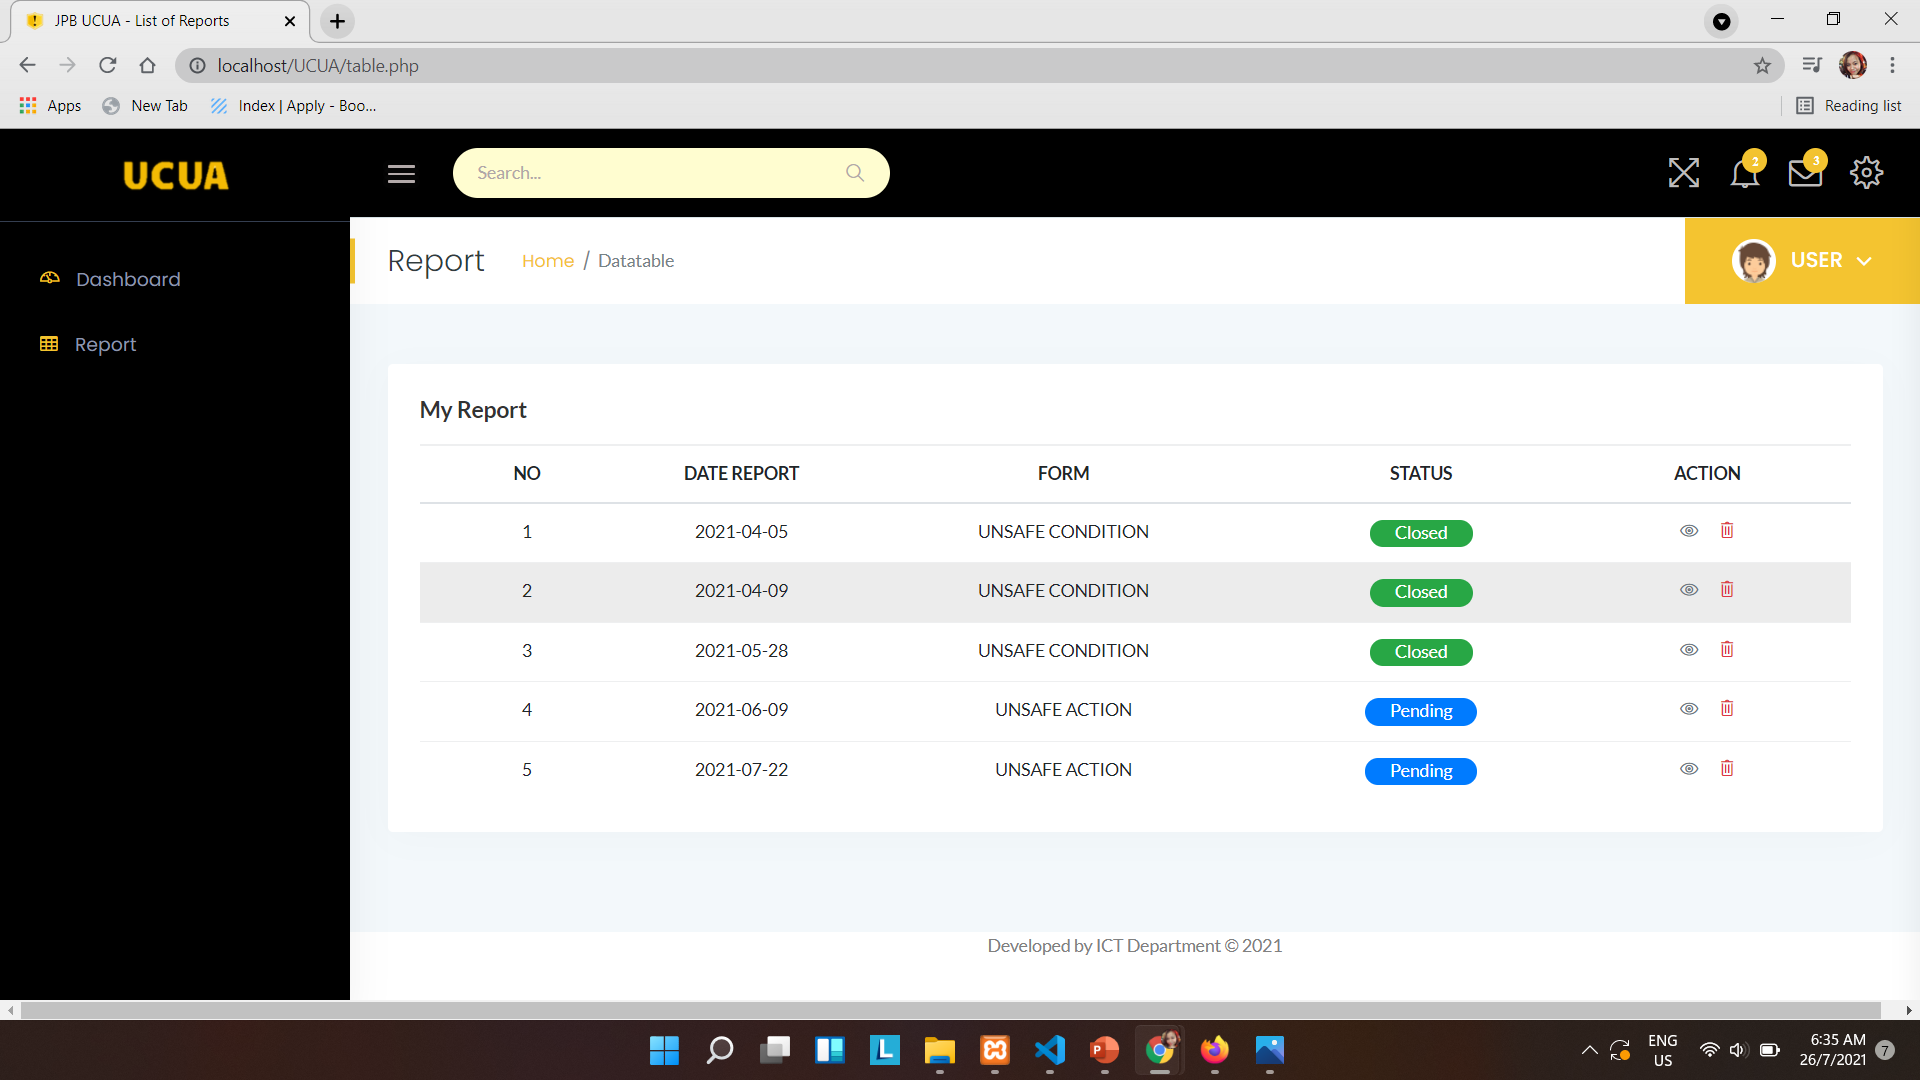 JPB UCUA - List of Reports
localhost/UCUA/table.php
Apps New Tab Index | Apply - Boo... Reading list
UCUA Search... 2 3
Report Home / Datatable USER
Dashboard
Report
My Report
NO DATE REPORT FORM STATUS ACTION
1 2021-04-05 UNSAFE CONDITION Closed
2 2021-04-09 UNSAFE CONDITION Closed
3 2021-05-28 UNSAFE CONDITION Closed
4 2021-06-09 UNSAFE ACTION Pending
5 2021-07-22 UNSAFE ACTION Pending
Developed by ICT Department © 2021
L P ENG 6:35 AM
US 26/7/2021 7